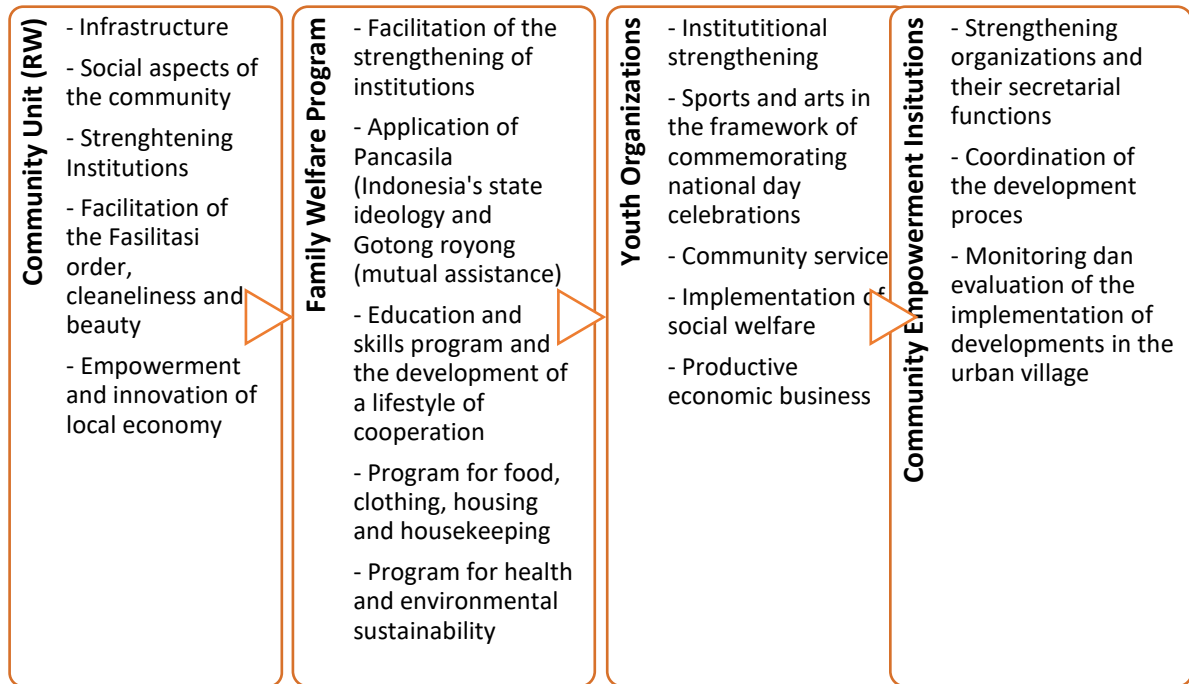 Community Unit (RW)
- Infrastructure
- Social aspects of
the community
- Strenghtening
Institutions
- Facilitation of
the Fasilitasi
order,
cleaneliness and
beauty
- Empowerment
and innovation of
local economy
Family Welfare Program
- Facilitation of the
strengthening of
institutions
- Application of
Pancasila
(Indonesia's state
ideology and
Gotong royong
(mutual assistance)
- Education and
skills program and
the development of
a lifestyle of
cooperation
- Program for food,
clothing, housing
and housekeeping
- Program for health
and environmental
sustainability
Youth Organizations
- Institutitional
strengthening
- Sports and arts in
the framework of
commemorating
national day
celebrations
- Community service
- Implementation of
social welfare
- Productive
economic business
Community Empowerment Insitutions
- Strengthening
organizations and
their secretarial
functions
- Coordination of
the development
proces
- Monitoring dan
evaluation of the
implementation of
developments in the
urban village